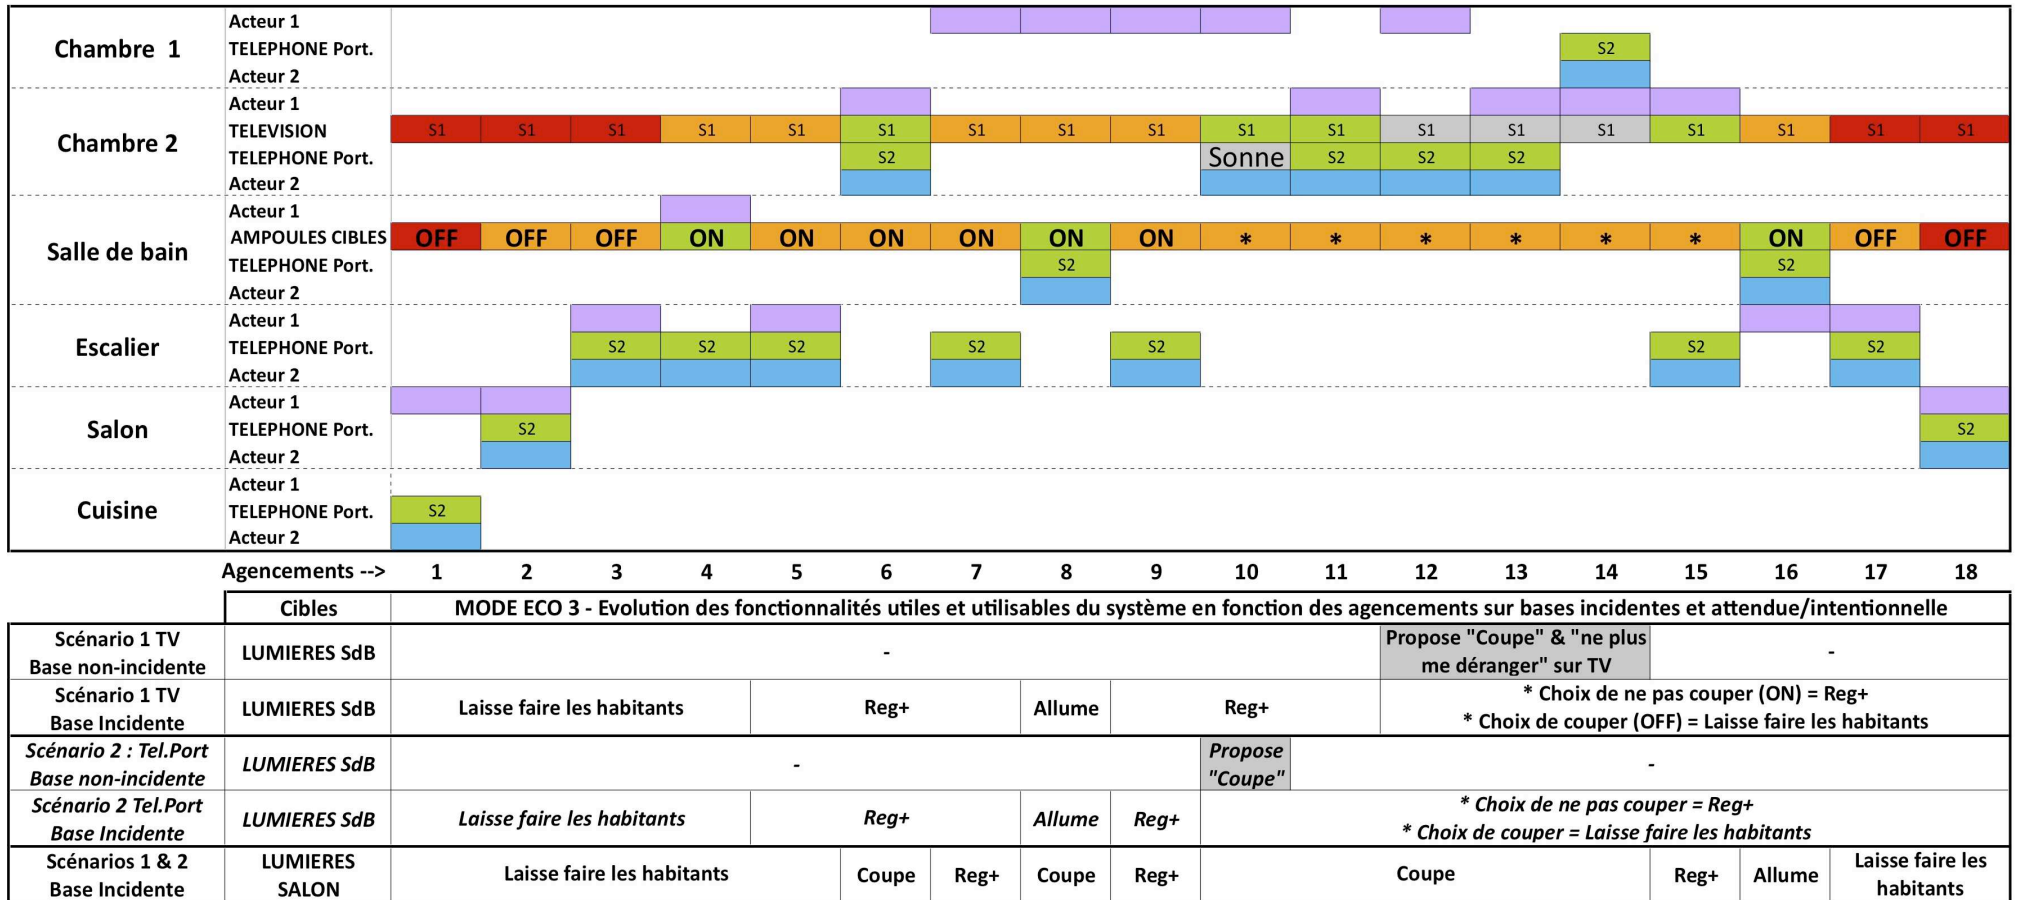 Acteur 1
Chambre 1 TELEPHONE Port. S2
Acteur 2
Acteur 1
TELEVISION S1 S1 S1 S1 S1 S1 S1 S1 S1 S1 S1 S1 S1 S1 S1 S1 S1 S1
Chambre 2
TELEPHONE Port. S2 Sonne S2 S2 S2
Acteur 2
Acteur 1
AMPOULES CIBLES OFF OFF OFF ON ON ON ON ON ON * * * * * * ON OFF OFF
Salle de bain
TELEPHONE Port. S2 S2
Acteur 2
Acteur 1
Escalier TELEPHONE Port. S2 S2 S2 S2 S2 S2 S2
Acteur 2
Acteur 1
Salon TELEPHONE Port. S2 S2
Acteur 2
Acteur 1
Cuisine TELEPHONE Port. S2
Acteur 2
Agencements --> 1 2 3 4 5 6 7 8 9 10 11 12 13 14 15 16 17 18
Cibles MODE ECO 3 - Evolution des fonctionnalités utiles et utilisables du système en fonction des agencements sur bases incidentes et attendue/intentionnelle
Scénario 1 TV
Base non-incidente
LUMIERES SdB
-
Propose "Coupe" & "ne plus
me déranger" sur TV
-
Scénario 1 TV
Base Incidente
LUMIERES SdB
Laisse faire les habitants
Reg+
Allume
Reg+
* Choix de ne pas couper (ON) = Reg+
* Choix de couper (OFF) = Laisse faire les habitants
Scénario 2 : Tel.Port
Base non-incidente
LUMIERES SdB
-
Propose
"Coupe"
-
Scénario 2 Tel.Port
Base Incidente
LUMIERES SdB
Laisse faire les habitants
Reg+
Allume
Reg+
* Choix de ne pas couper = Reg+
* Choix de couper = Laisse faire les habitants
Scénarios 1 & 2
Base Incidente
LUMIERES
SALON
Laisse faire les habitants
Coupe
Reg+
Coupe
Reg+
Coupe
Reg+
Allume
Laisse faire les
habitants